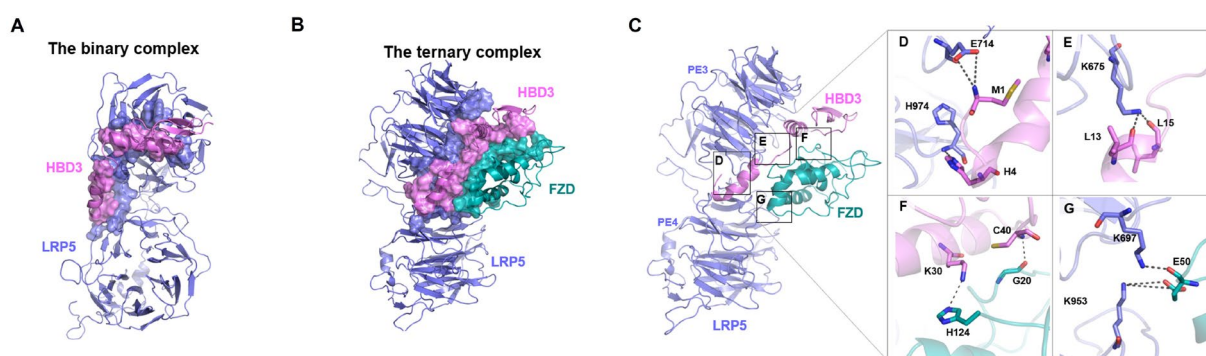 A
The binary complex
HBD3
LRP5
B
The ternary complex
HBD3
FZD
LRP5
C
PE3
HBD3
E
F
D
G
FZD
PE4
LRP5
D
E714
M1
H974
H4
E
K675
L15
L13
F
C40
K30
G20
H124
G
K697
E50
K953